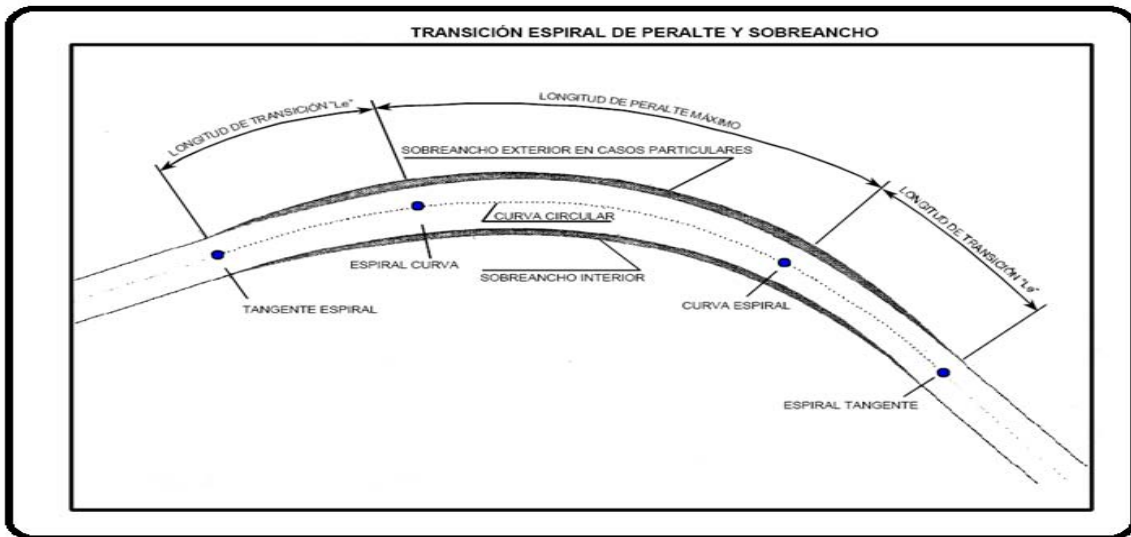 TRANSICIÓN ESPIRAL DE PERALTE Y SOBREANCHO
LONGITUD DE TRANSICIÓN "Le"
LONGITUD DE PERALTE MÁXIMO
SOBREANCHO EXTERIOR EN CASOS PARTICULARES
LONGITUD DE TRANSICIÓN "Le"
CURVA CIRCULAR
ESPIRAL CURVA
SOBREANCHO INTERIOR
TANGENTE ESPIRAL
CURVA ESPIRAL
ESPIRAL TANGENTE